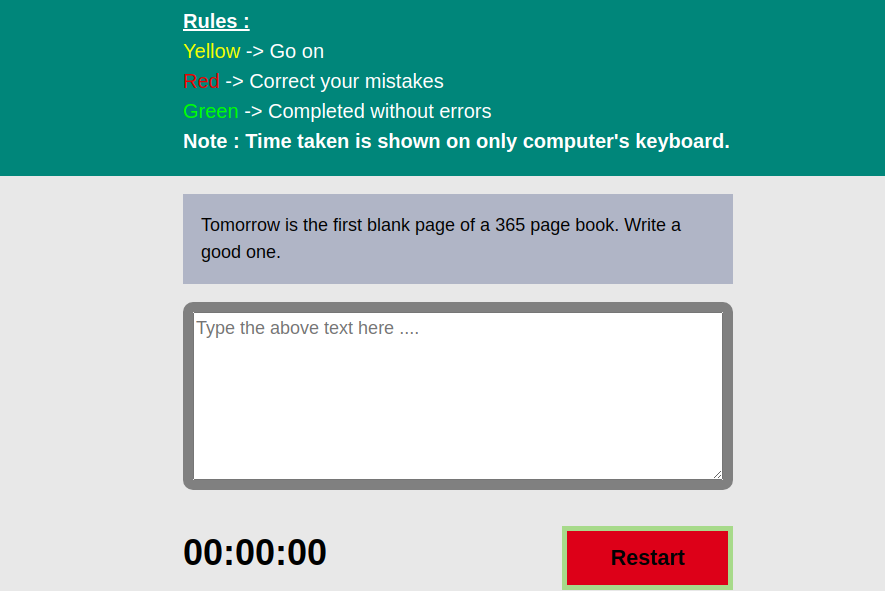 Rules :
Yellow -> Go on
Red -> Correct your mistakes
Green -> Completed without errors
Note : Time taken is shown on only computer's keyboard.
Tomorrow is the first blank page of a 365 page book. Write a
good one.
Type the above text here ....
00:00:00
Restart